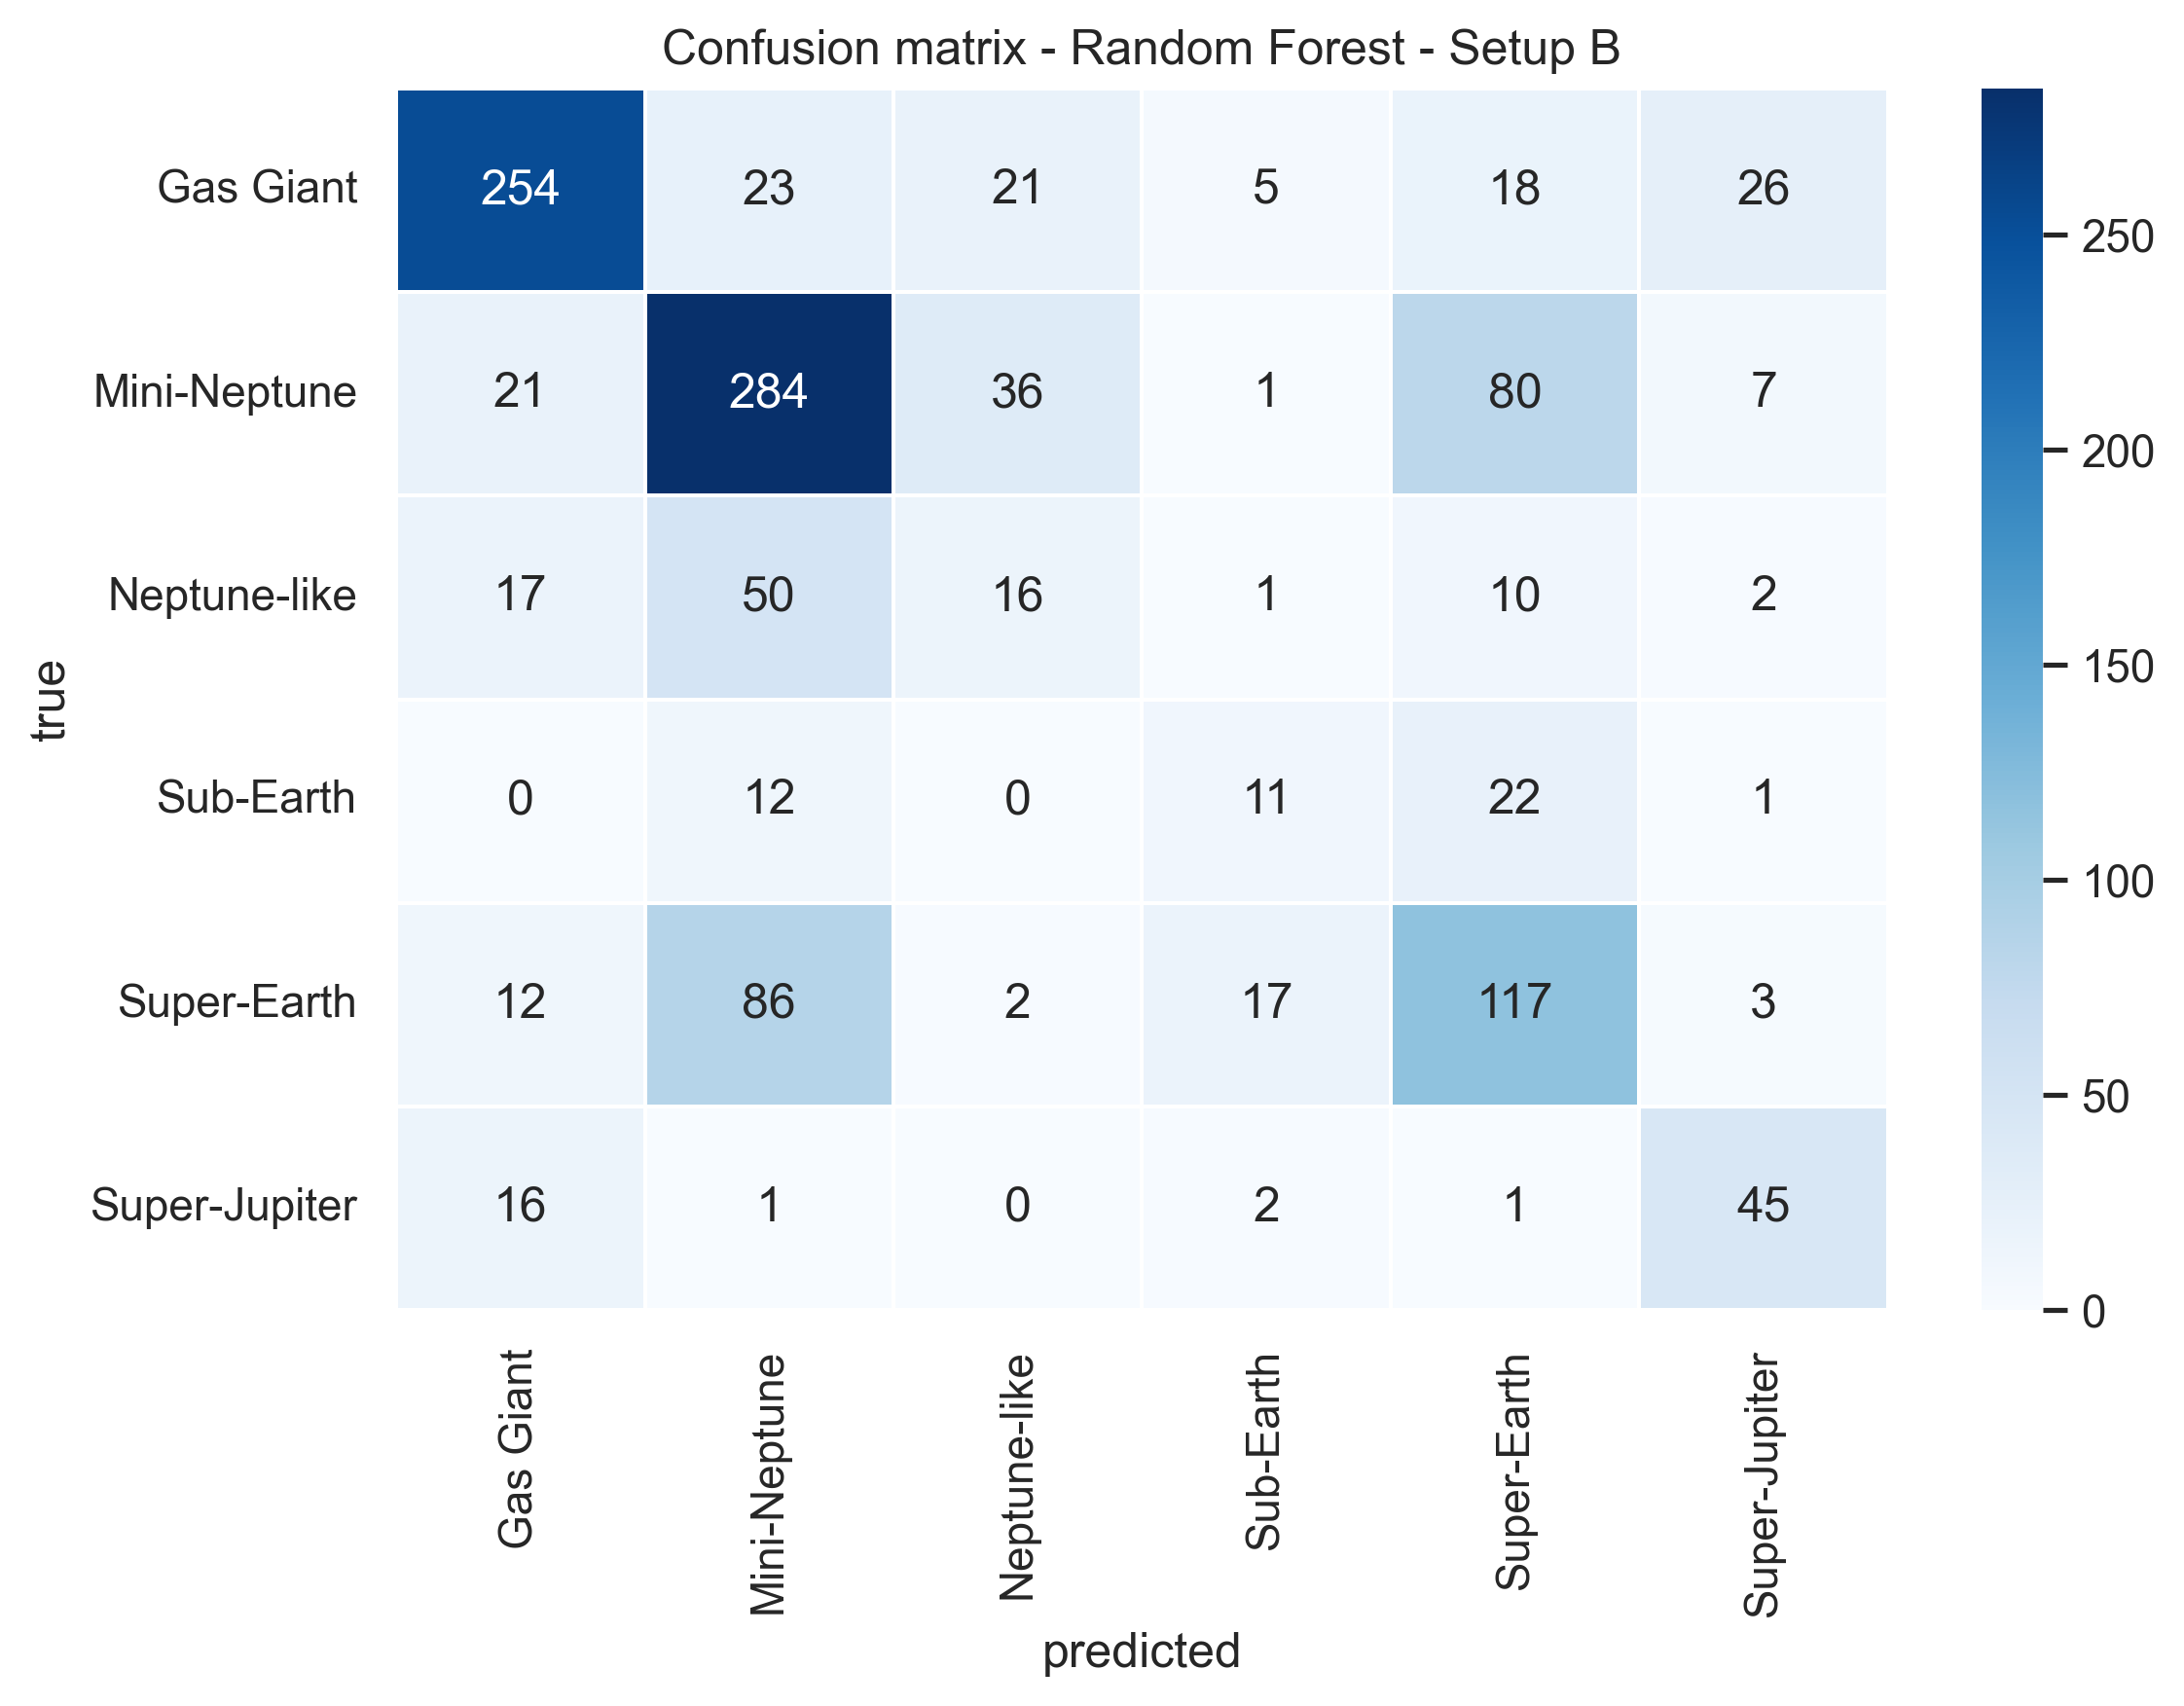 Confusion matrix - Random Forest - Setup B
Gas Giant 254 23 21 5 18 26
Mini-Neptune 21 284 36 1 80 7
Neptune-like 17 50 16 1 10 2
Sub-Earth 0 12 0 11 22 1
Super-Earth 12 86 2 17 117 3
Super-Jupiter 16 1 0 2 1 45
true
Gas Giant Mini-Neptune Neptune-like Sub-Earth Super-Earth Super-Jupiter
predicted
250
200
150
100
50
0